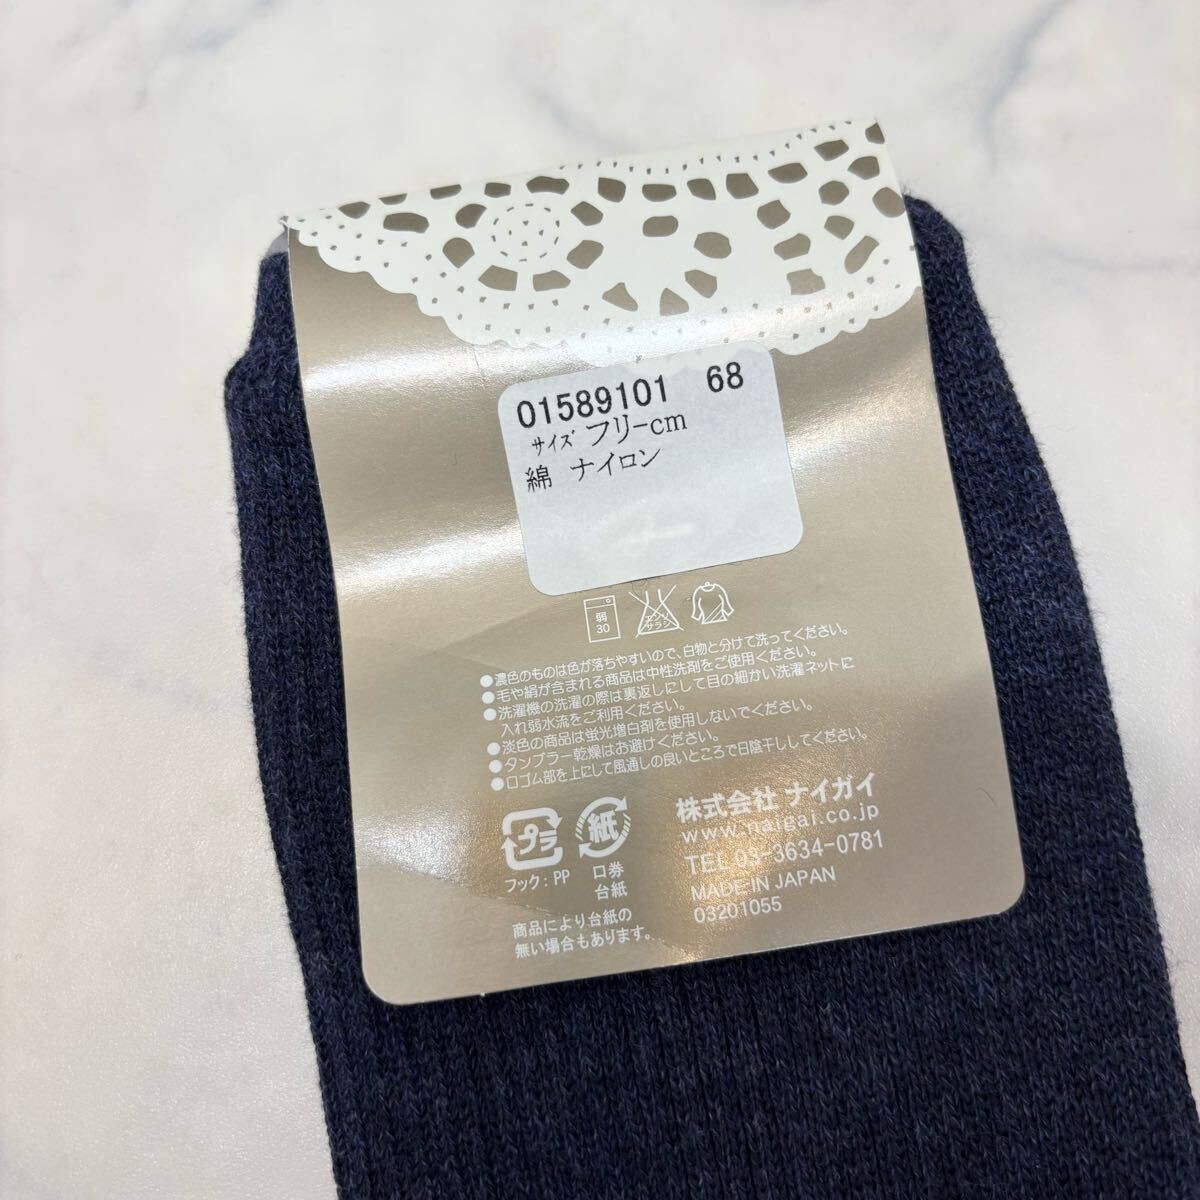 01589101 68
サイズ フリーcm
綿 ナイロン
弱
30
エンソ
サラシ
●濃色のものは色が落ちやすいので、白物と分けて洗ってください。
●毛や絹が含まれる商品は中性洗剤をご使用ください。
●洗濯機の洗濯の際は裏返しにして目の細かい洗濯ネットに
入れ弱水流をご利用ください。
●淡色の商品は蛍光増白剤を使用しないでください。
●タンブラー乾燥はお避けください。
●口ゴム部を上にして風通しの良いところで日陰干ししてください。
プラ
紙
フック：PP
口券
台紙
商品により台紙の
無い場合もあります。
株式会社 ナイガイ
www.naigai.co.jp
TEL 03-3634-0781
MADE IN JAPAN
03201055